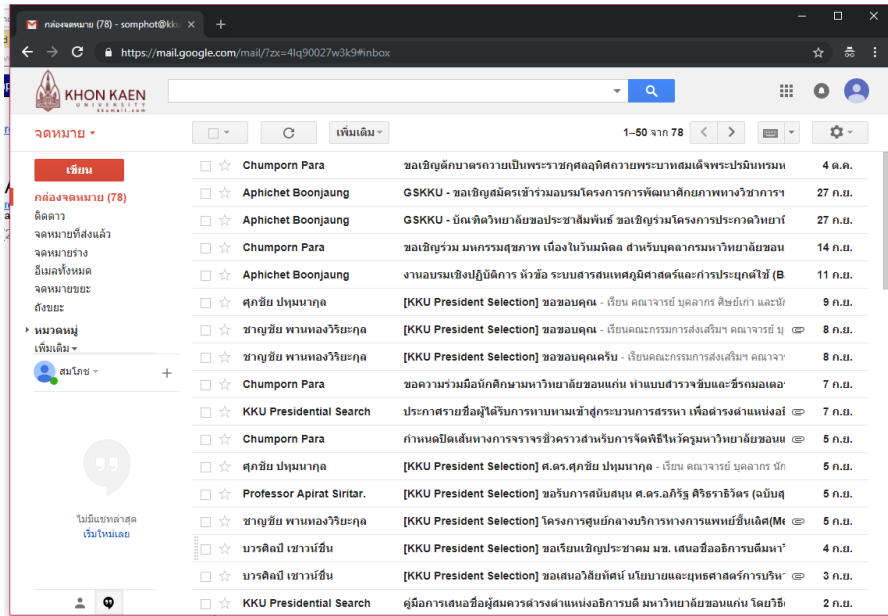 กล่องจดหมาย (78) - somphot@kk
https://mail.google.com/mail/?zx=4lq90027w3k9#inbox
KHON KAEN
UNIVERSITY
kkumail.com
จดหมาย
เพิ่มเติม
1–50 จาก 78
เขียน
กล่องจดหมาย (78)
ติดดาว
จดหมายที่ส่งแล้ว
จดหมายร่าง
อีเมลทั้งหมด
จดหมายขยะ
ถังขยะ
หมวดหมู่
เพิ่มเติม
สมโภช
ไม่มีแชทล่าสุด
เริ่มใหม่เลย
Chumporn Para ขอเชิญตักบาตรถวายเป็นพระราชกุศลอุทิศถวายพระบาทสมเด็จพระปรมินทรมห 4 ต.ค.
Aphichet Boonjaung GSKKU - ขอเชิญสมัครเข้าร่วมอบรมโครงการการพัฒนาศักยภาพทางวิชาการฯ 27 ก.ย.
Aphichet Boonjaung GSKKU - บัณฑิตวิทยาลัยขอประชาสัมพันธ์ ขอเชิญร่วมโครงการประกวดวิทยานิ 27 ก.ย.
Chumporn Para ขอเชิญร่วม มหกรรมสุขภาพ เนื่องในวันมหิดล สำหรับบุคลากรมหาวิทยาลัยขอน 14 ก.ย.
Aphichet Boonjaung งานอบรมเชิงปฏิบัติการ หัวข้อ ระบบสารสนเทศภูมิศาสตร์และการประยุกต์ใช้ (B 11 ก.ย.
ศุภชัย ปทุมนากุล [KKU President Selection] ขอขอบคุณ - เรียน คณาจารย์ บุคลากร ศิษย์เก่า และนัก 9 ก.ย.
ชาญชัย พานทองวิริยะกุล [KKU President Selection] ขอขอบคุณ - เรียนคณะกรรมการส่งเสริมฯ คณาจารย์ บุ 8 ก.ย.
ชาญชัย พานทองวิริยะกุล [KKU President Selection] ขอขอบคุณครับ - เรียนคณะกรรมการส่งเสริมฯ คณาจา 8 ก.ย.
Chumporn Para ขอความร่วมมือนักศึกษามหาวิทยาลัยขอนแก่น ทำแบบสำรวจขับและขี่รถมอเตอ 7 ก.ย.
KKU Presidential Search ประกาศรายชื่อผู้ได้รับการทาบทามเข้าสู่กระบวนการสรรหา เพื่อดำรงตำแหน่งอธิ 7 ก.ย.
Chumporn Para กำหนดปิดเส้นทางการจราจรชั่วคราวสำหรับการจัดพิธีไหว้ครูมหาวิทยาลัยขอนแ 5 ก.ย.
ศุภชัย ปทุมนากุล [KKU President Selection] ศ.ดร.ศุภชัย ปทุมนากุล - เรียน คณาจารย์ บุคลากร นัก 5 ก.ย.
Professor Apirat Siritar. [KKU President Selection] ขอรับการสนับสนุน ศ.ดร.อภิรัฐ ศิริธราธิวัตร (ฉบับสุ 5 ก.ย.
ชาญชัย พานทองวิริยะกุล [KKU President Selection] โครงการศูนย์กลางบริการทางการแพทย์ชั้นเลิศ(Me 5 ก.ย.
บวรศิลป์ เชาวน์ชื่น [KKU President Selection] ขอเรียนเชิญประชาคม มข. เสนอชื่ออธิการบดีมหาวิ 4 ก.ย.
บวรศิลป์ เชาวน์ชื่น [KKU President Selection] ขอเสนอวิสัยทัศน์ นโยบายและยุทธศาสตร์การบริหา 3 ก.ย.
KKU Presidential Search คู่มือการเสนอชื่อผู้สมควรดำรงตำแหน่งอธิการบดี มหาวิทยาลัยขอนแก่น โดยวิธี 2 ก.ย.